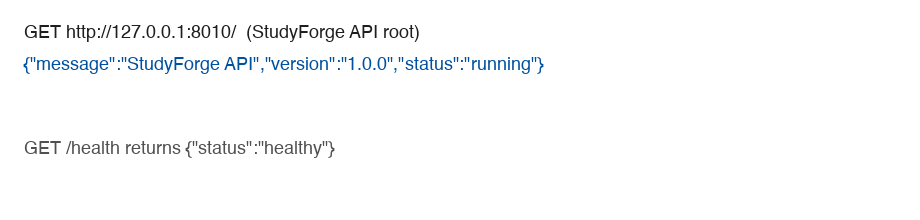 GET http://127.0.0.1:8010/  (StudyForge API root)
{"message":"StudyForge API","version":"1.0.0","status":"running"}
GET /health returns {"status":"healthy"}